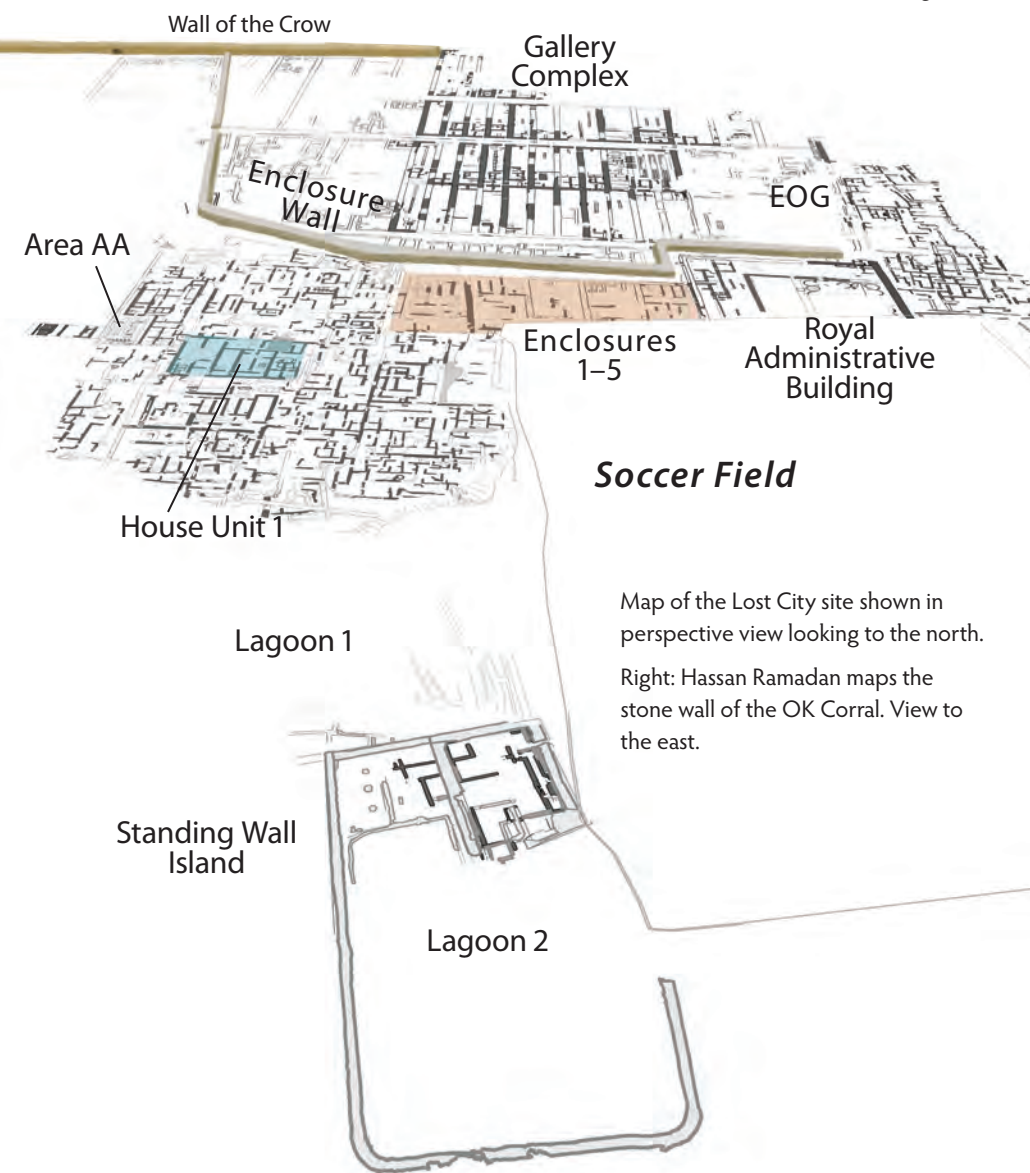 Wall of the Crow
Gallery
Complex
Enclosure
Wall
EOG
Area AA
Enclosures
1–5
Royal
Administrative
Building
House Unit 1
Soccer Field
Map of the Lost City site shown in
perspective view looking to the north.
Right: Hassan Ramadan maps the
stone wall of the OK Corral. View to
the east.
Lagoon 1
Standing Wall
Island
Lagoon 2